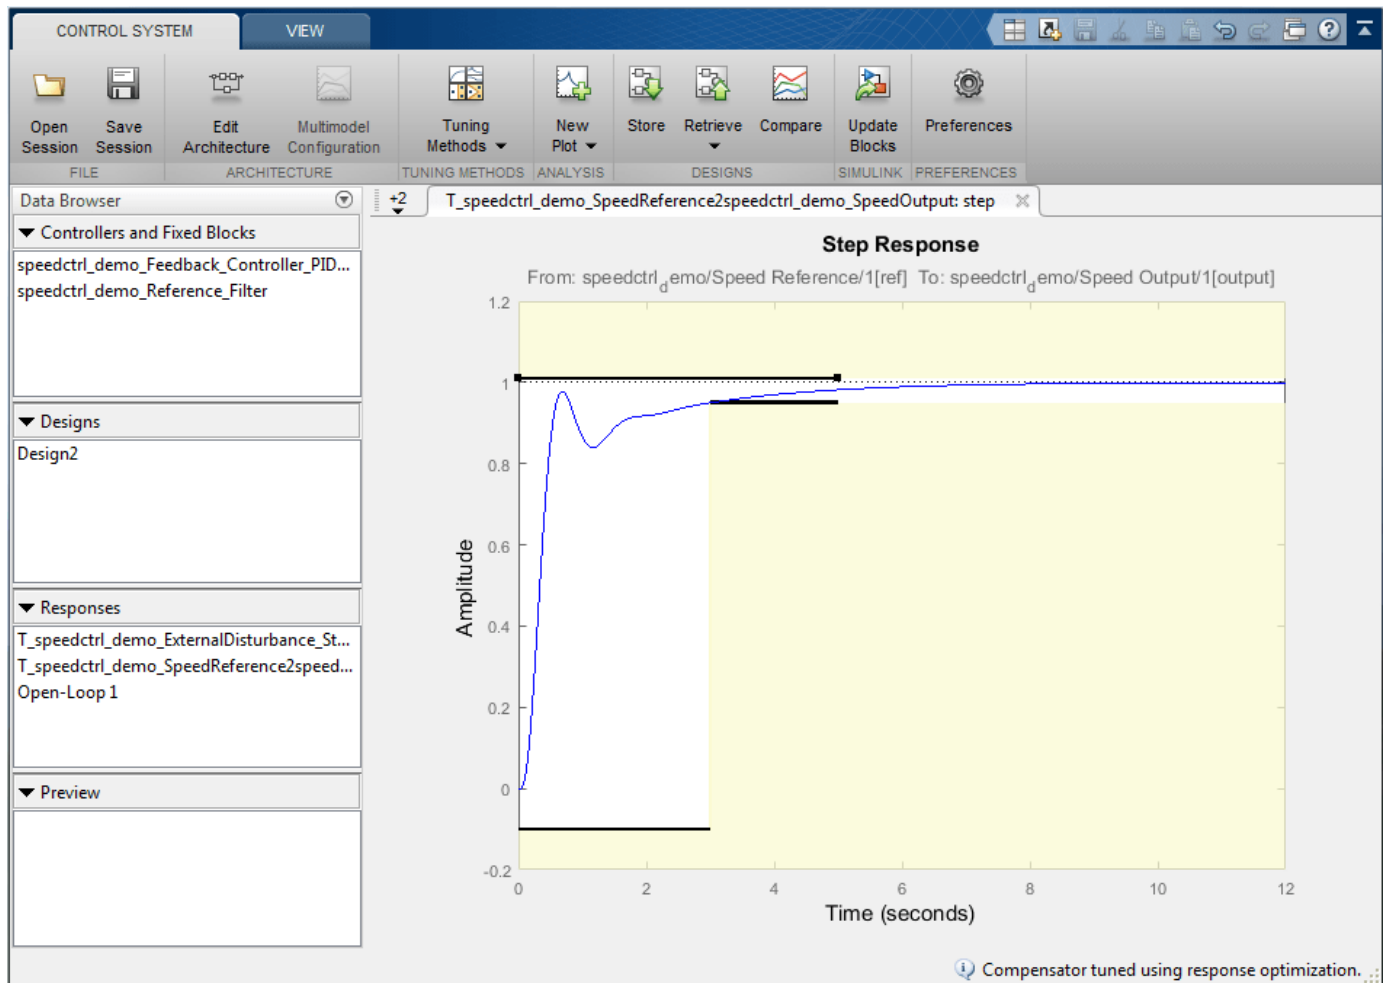 CONTROL SYSTEM VIEW
Open Session Save Session Edit Architecture Multimodel Configuration Tuning Methods New Plot Store Retrieve Compare Update Blocks Preferences
FILE ARCHITECTURE TUNING METHODS ANALYSIS DESIGNS SIMULINK PREFERENCES
Data Browser
Controllers and Fixed Blocks
speedctrl_demo_Feedback_Controller_PID...
speedctrl_demo_Reference_Filter
Designs
Design2
Responses
T_speedctrl_demo_ExternalDisturbance_St...
T_speedctrl_demo_SpeedReference2speed...
Open-Loop 1
Preview
+2 T_speedctrl_demo_SpeedReference2speedctrl_demo_SpeedOutput: step
Step Response
From: speedctrl_demo/Speed Reference/1[ref] To: speedctrl_demo/Speed Output/1[output]
1.2
1
0.8
0.6
0.4
0.2
0
-0.2
Amplitude
0 2 4 6 8 10 12
Time (seconds)
Compensator tuned using response optimization.